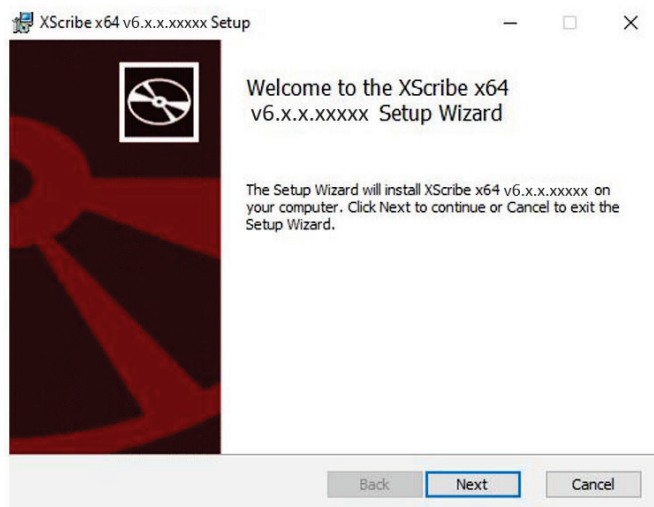 XScribe x64 v6.x.x.xxxxx Setup
Welcome to the XScribe x64
v6.x.x.xxxxx Setup Wizard
The Setup Wizard will install XScribe x64 v6.x.x.xxxxx on
your computer. Click Next to continue or Cancel to exit the
Setup Wizard.
Back Next Cancel